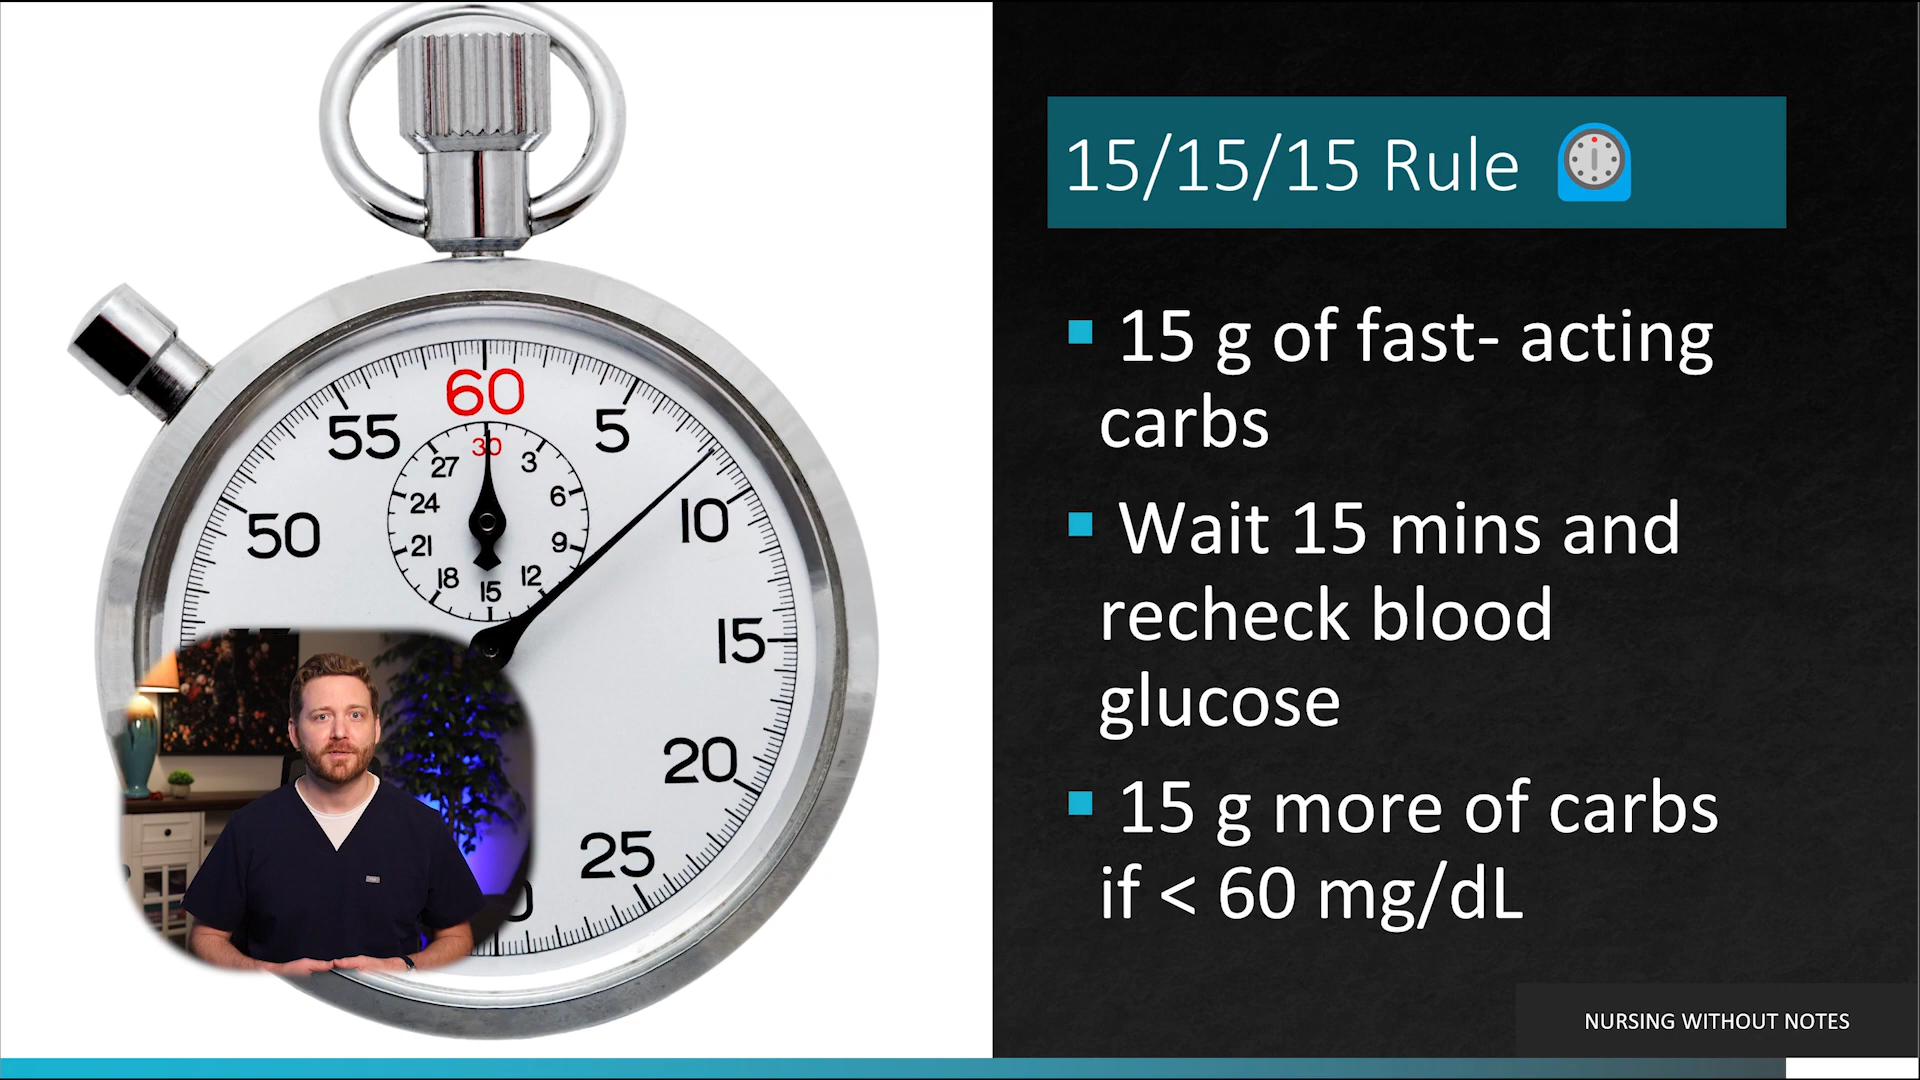 15/15/15 Rule
15 g of fast- acting
carbs
Wait 15 mins and
recheck blood
glucose
15 g more of carbs
if < 60 mg/dL
NURSING WITHOUT NOTES
60
55
5
50
10
15
20
25
0
30
27
3
24
6
21
9
18
12
15